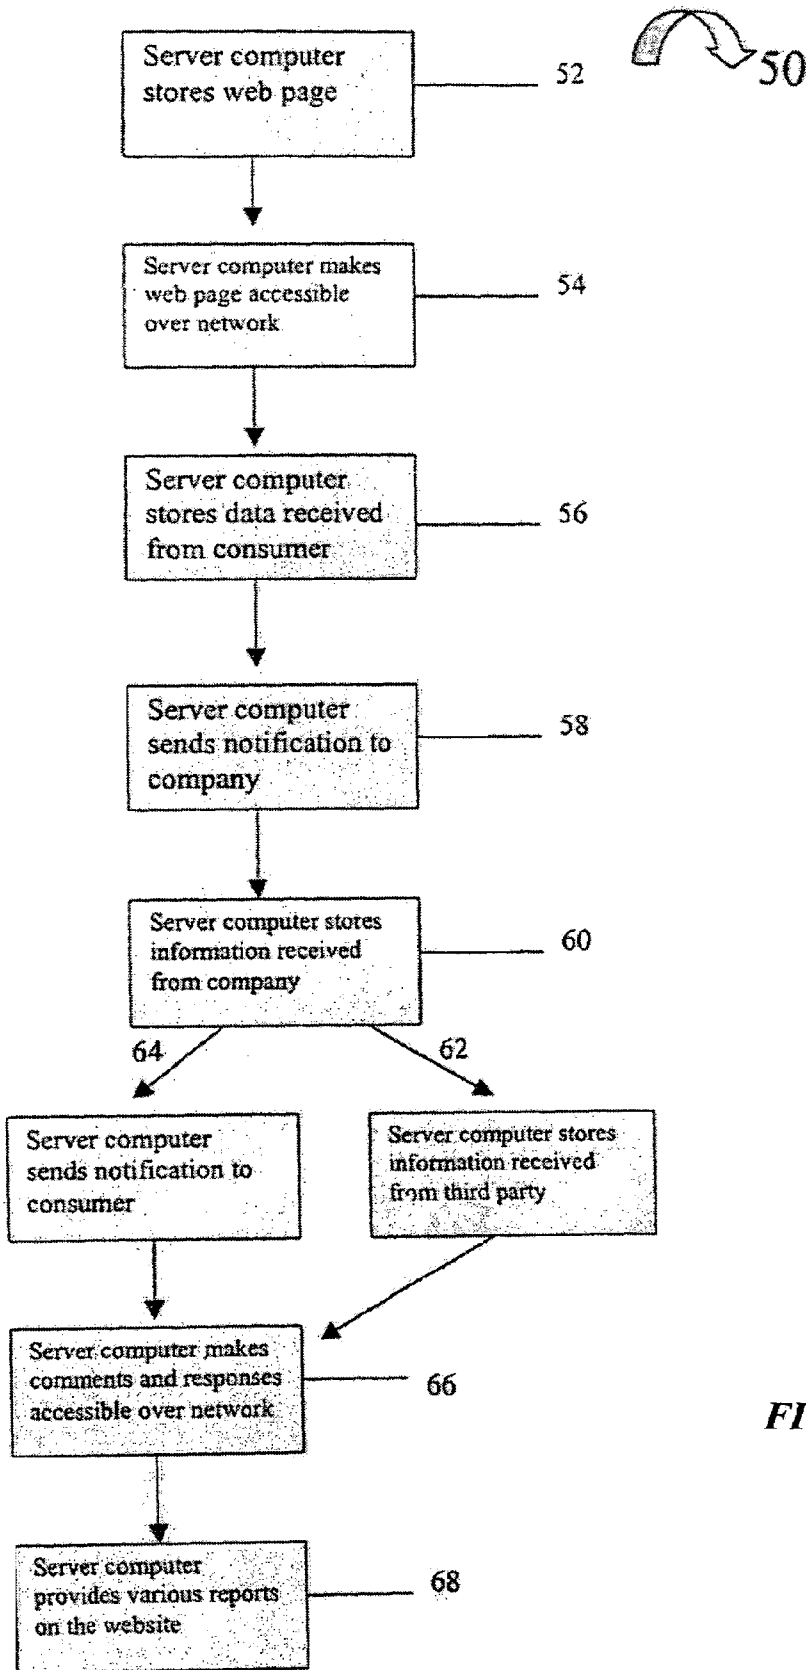 50
Server computer
stores web page
52
Server computer makes
web page accessible
over network
54
Server computer
stores data received
from consumer
56
Server computer
sends notification to
company
58
Server computer stores
information received
from company
60
64
62
Server computer
sends notification to
consumer
Server computer stores
information received
from third party
Server computer makes
comments and responses
accessible over network
66
FI
Server computer
provides various reports
on the website
68